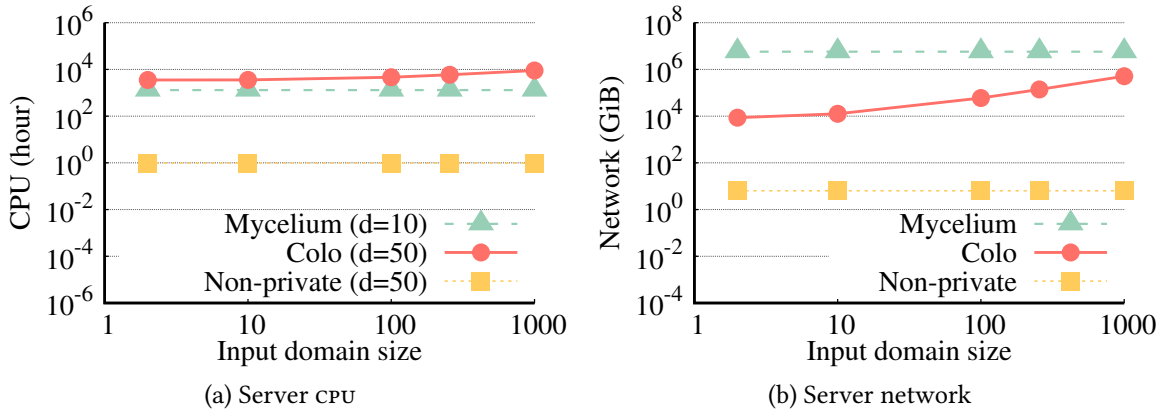 CPU (hour)
10^6
10^4
10^2
10^0
10^-2
10^-4
10^-6
Mycelium (d=10)
Colo (d=50)
Non-private (d=50)
1 10 100 1000
Input domain size
(a) Server CPU
Network (GiB)
10^8
10^6
10^4
10^2
10^0
10^-2
10^-4
Mycelium
Colo
Non-private
1 10 100 1000
Input domain size
(b) Server network